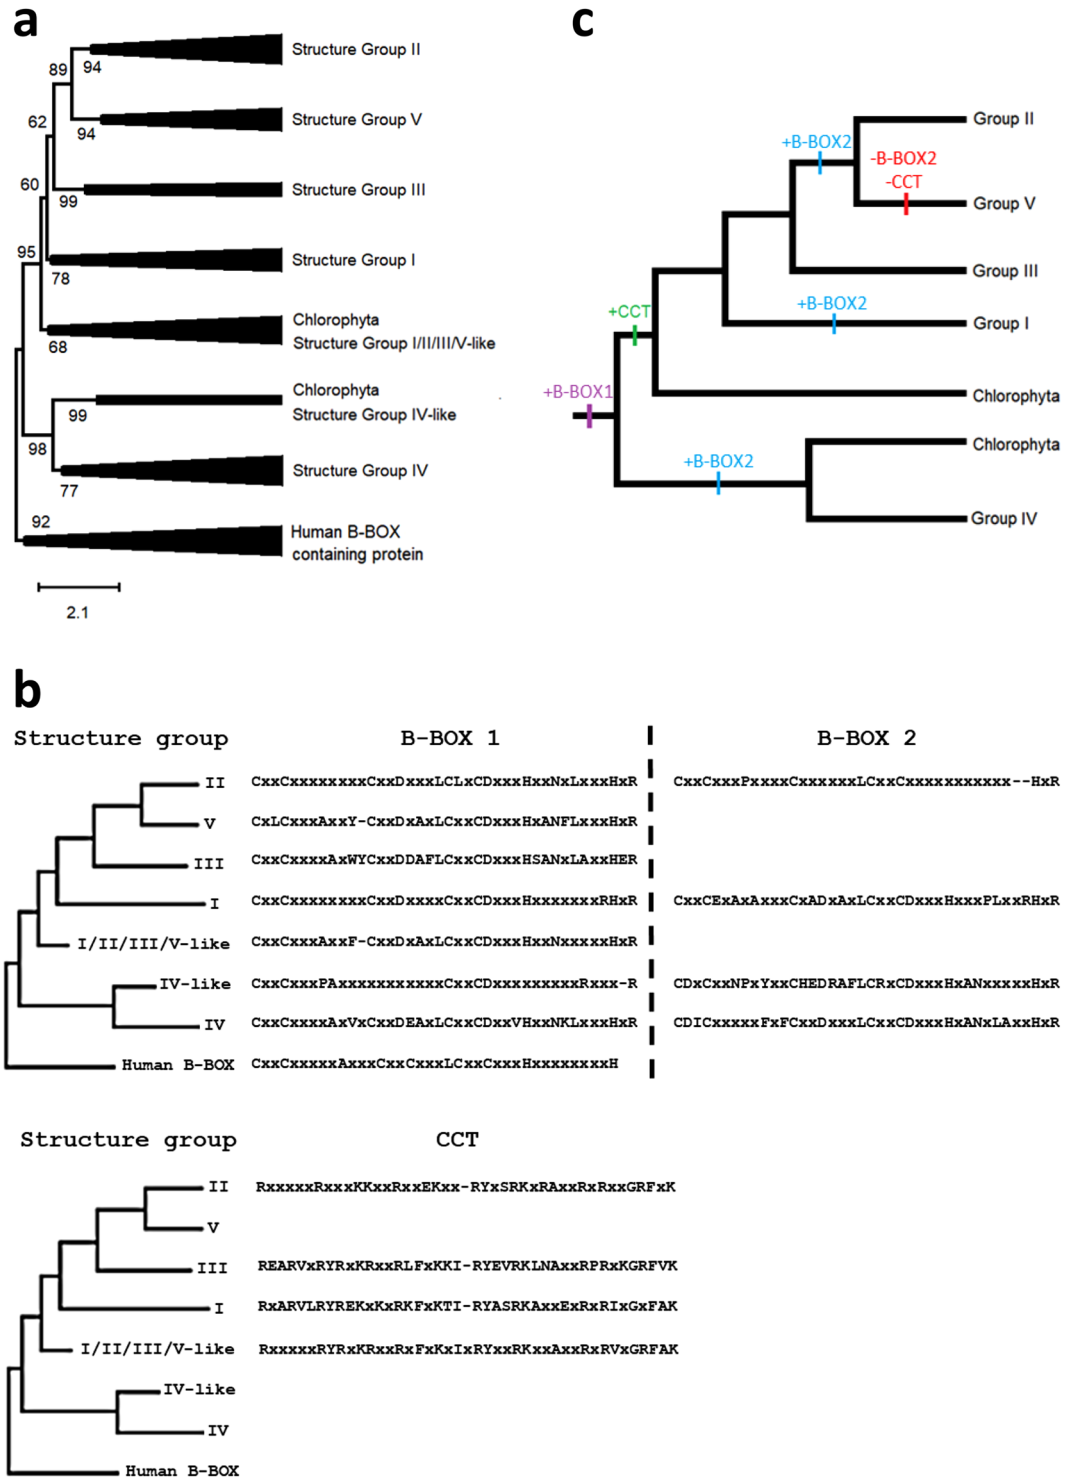 a
Structure Group II
89
94
Structure Group V
94
62
Structure Group III
99
60
Structure Group I
78
95
Chlorophyta
Structure Group I/II/III/V-like
68
Chlorophyta
Structure Group IV-like
99
98
Structure Group IV
77
92
Human B-BOX
containing protein
2.1
c
Group II
+B-BOX2
-B-BOX2
-CCT
Group V
Group III
+B-BOX2
Group I
+CCT
+B-BOX1
Chlorophyta
Chlorophyta
+B-BOX2
Group IV
b
Structure group B-BOX 1 B-BOX 2
II CxxCxxxxxxxxCxxDxxxLCLxCDxxxHxxNxLxxxHxR CxxCxxxPxxxxCxxxxxxLCxxCxxxxxxxxxxx--HxR
V CxLCxxxAxxY-CxxDxAxLCxxCDxxxHxANFLxxxHxR
III CxxCxxxxAxWYCxxDDAFLCxxCDxxxHSANxLAxxHER
I CxxCxxxxxxxxCxxDxxxxCxxCDxxxHxxxxxxxRHxR CxxCExAxAxxxCxADxAxLCxxCDxxxHxxxPLxxRHxR
I/II/III/V-like CxxCxxxAxxF-CxxDxAxLCxxCDxxxHxxNxxxxxHxR
IV-like CxxCxxxPAxxxxxxxxxxxCxxCDxxxxxxxxxRxxx-R CDxCxxNPxYxxCHEDRAFLCRxCDxxxHxANxxxxxHxR
IV CxxCxxxxAxVxCxxDEAxLCxxCDxxVHxxNKLxxxHxR CDICxxxxxFxFCxxDxxxLCxxCDxxxHxANxLAxxHxR
Human B-BOX CxxCxxxxxAxxxCxxCxxxLCxxCxxxHxxxxxxxxH
Structure group CCT
II RxxxxxRxxxKKxxRxxEKxx-RYxSRKxRAxxRxRxxGRFxK
V
III REARVxRYRxKRxxRLFxKKI-RYEVRKLNAxxRPRxKGRFVK
I RxARVLRYREKxKxRKFxKTI-RYASRKAxxExRxRIxGxFAK
I/II/III/V-like RxxxxxRYRxKRxxRxFxKxIxRYxxRKxxAxxRxRVxGRFAK
IV-like
IV
Human B-BOX